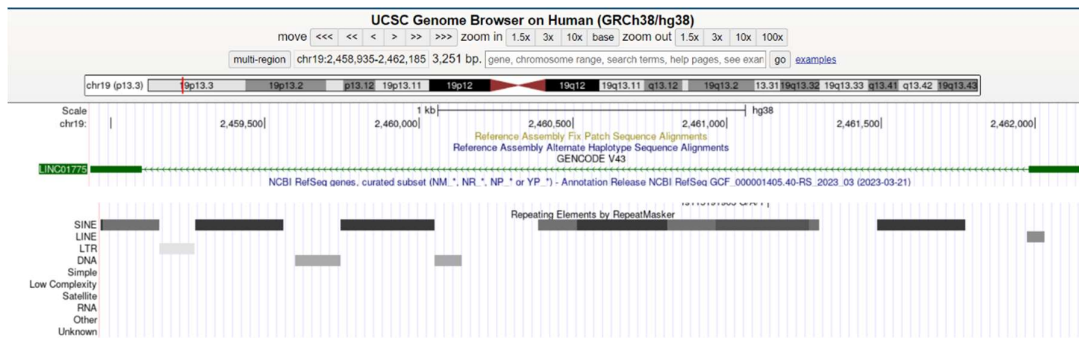 UCSC Genome Browser on Human (GRCh38/hg38)
move <<< << < > >> >>> zoom in 1.5x 3x 10x base zoom out 1.5x 3x 10x 100x
multi-region chr19:2,458,935-2,462,185 3,251 bp. gene, chromosome range, search terms, help pages, see exan go examples
chr19 (p13.3) 19p13.3 19p13.2 p13.12 19p13.11 19p12 19q12 19q13.11 q13.12 19q13.2 13.31 19q13.32 19q13.33 q13.41 q13.42 19q13.43
Scale 1 kb hg38
chr19: 2,459,500 2,460,000 2,460,500 2,461,000 2,461,500 2,462,000
Reference Assembly Fix Patch Sequence Alignments
Reference Assembly Alternate Haplotype Sequence Alignments
GENCODE V43
LINC01775
NCBI RefSeq genes, curated subset (NM_*, NR_*, NP_* or YP_*) - Annotation Release NCBI RefSeq GCF_000001405.40-RS_2023_03 (2023-03-21)
Repeating Elements by RepeatMasker
SINE
LINE
LTR
DNA
Simple
Low Complexity
Satellite
RNA
Other
Unknown